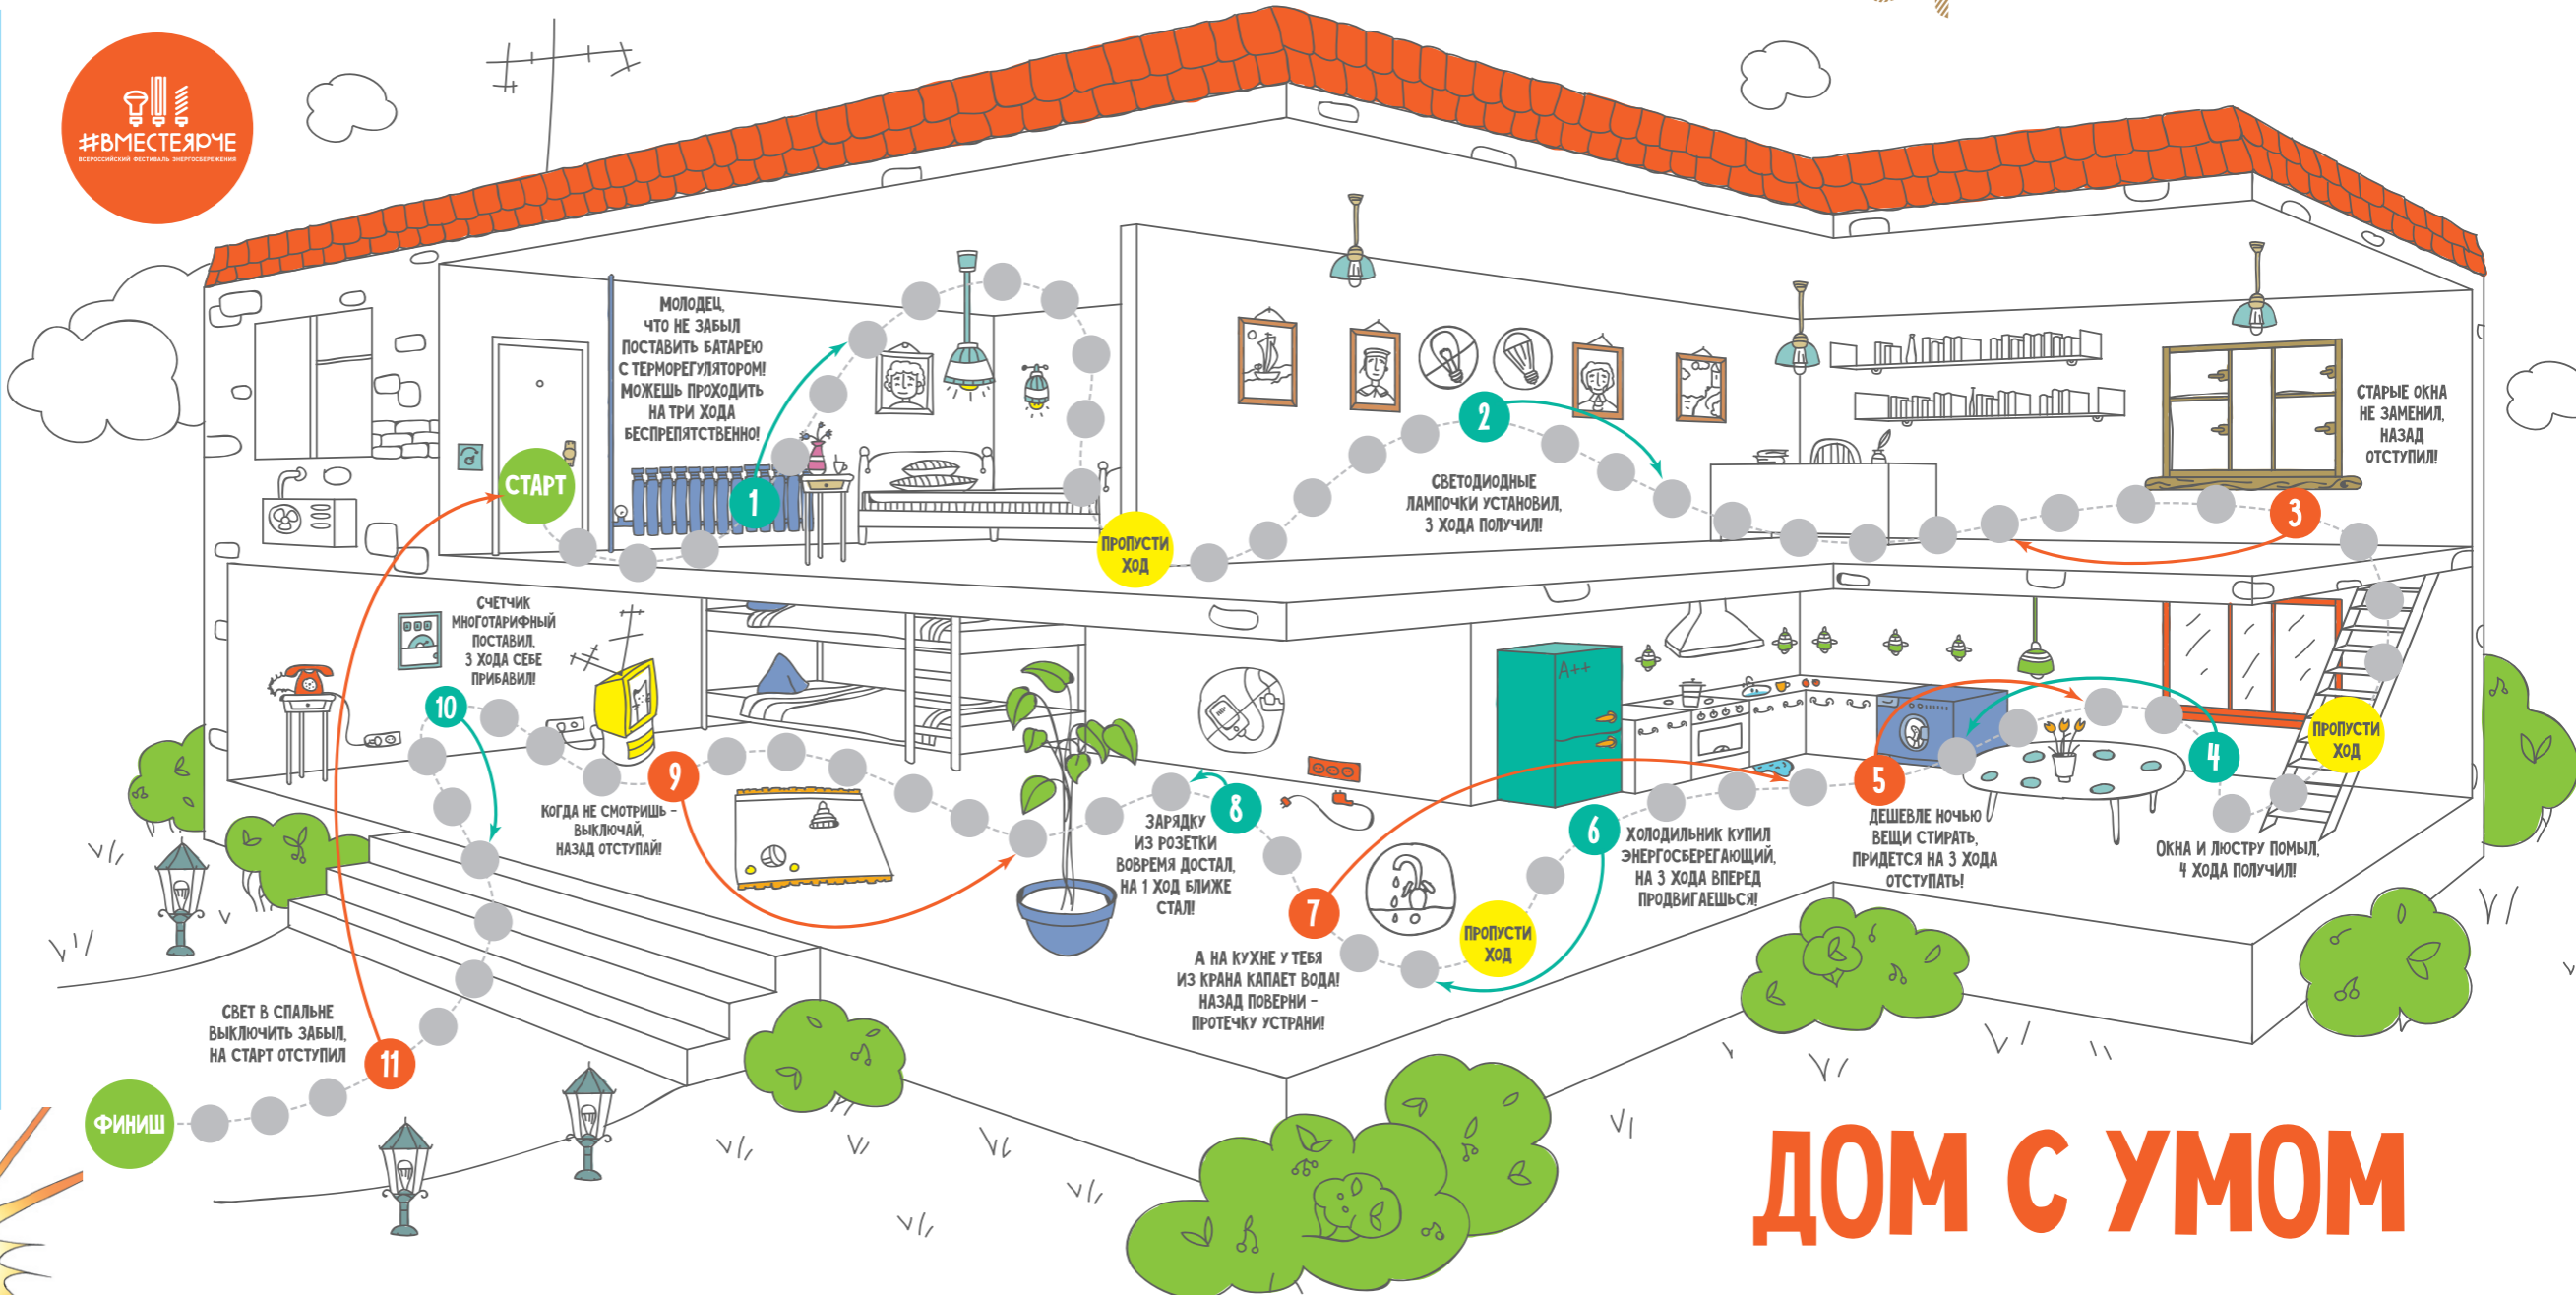 #ВМЕСТЕЯРЧЕ
ВСЕРОССИЙСКИЙ ФЕСТИВАЛЬ ЭНЕРГОСБЕРЕЖЕНИЯ
СТАРТ
МОЛОДЕЦ,
ЧТО НЕ ЗАБЫЛ
ПОСТАВИТЬ БАТАРЕЮ
С ТЕРМОРЕГУЛЯТОРОМ!
МОЖЕШЬ ПРОХОДИТЬ
НА ТРИ ХОДА
БЕСПРЕПЯТСТВЕННО!
1
ПРОПУСТИ
ХОД
2
СВЕТОДИОДНЫЕ
ЛАМПОЧКИ УСТАНОВИЛ,
3 ХОДА ПОЛУЧИЛ!
СТАРЫЕ ОКНА
НЕ ЗАМЕНИЛ,
НАЗАД
ОТСТУПИЛ!
3
ПРОПУСТИ
ХОД
4
ОКНА И ЛЮСТРУ ПОМЫЛ,
4 ХОДА ПОЛУЧИЛ!
5
ДЕШЕВЛЕ НОЧЬЮ
ВЕЩИ СТИРАТЬ,
ПРИДЕТСЯ НА 3 ХОДА
ОТСТУПАТЬ!
A++
6
ХОЛОДИЛЬНИК КУПИЛ
ЭНЕРГОСБЕРЕГАЮЩИЙ,
НА 3 ХОДА ВПЕРЕД
ПРОДВИГАЕШЬСЯ!
ПРОПУСТИ
ХОД
7
А НА КУХНЕ У ТЕБЯ
ИЗ КРАНА КАПАЕТ ВОДА!
НАЗАД ПОВЕРНИ –
ПРОТЕЧКУ УСТРАНИ!
8
ЗАРЯДКУ
ИЗ РОЗЕТКИ
ВОВРЕМЯ ДОСТАЛ,
НА 1 ХОД БЛИЖЕ
СТАЛ!
9
КОГДА НЕ СМОТРИШЬ –
ВЫКЛЮЧАЙ,
НАЗАД ОТСТУПАЙ!
СЧЕТЧИК
МНОГОТАРИФНЫЙ
ПОСТАВИЛ,
3 ХОДА СЕБЕ
ПРИБАВИЛ!
10
СВЕТ В СПАЛЬНЕ
ВЫКЛЮЧИТЬ ЗАБЫЛ,
НА СТАРТ ОТСТУПИЛ
11
ФИНИШ
ДОМ С УМОМ